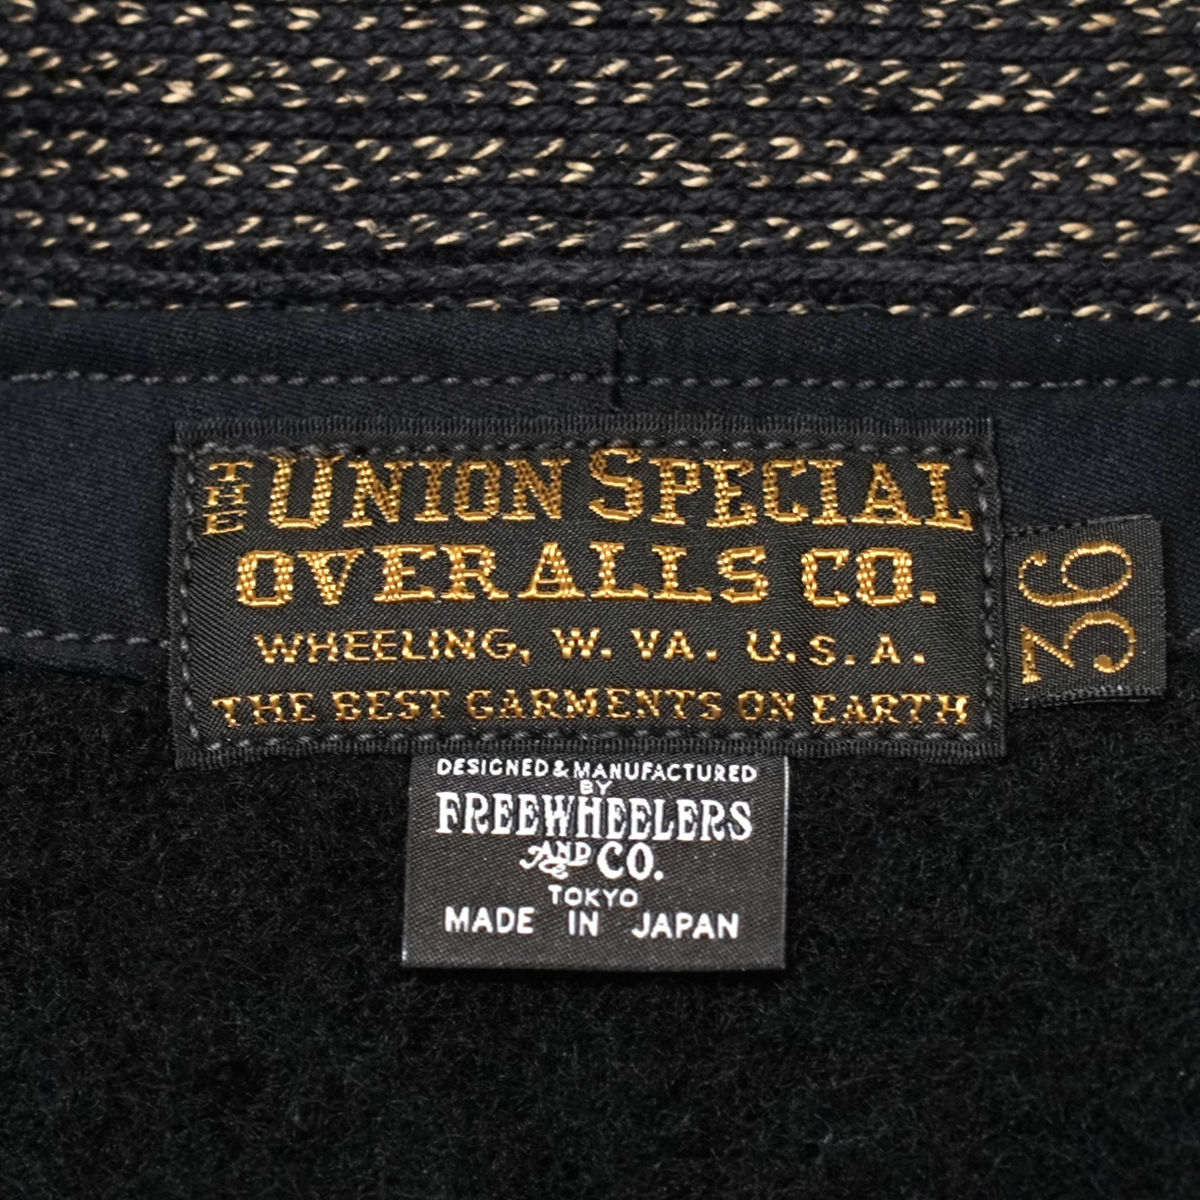 THE UNION SPECIAL
OVERALLS CO.
WHEELING, W. VA. U.S.A.
THE BEST GARMENTS ON EARTH
36
DESIGNED & MANUFACTURED
BY
FREEWHEELERS
AND CO.
TOKYO
MADE IN JAPAN